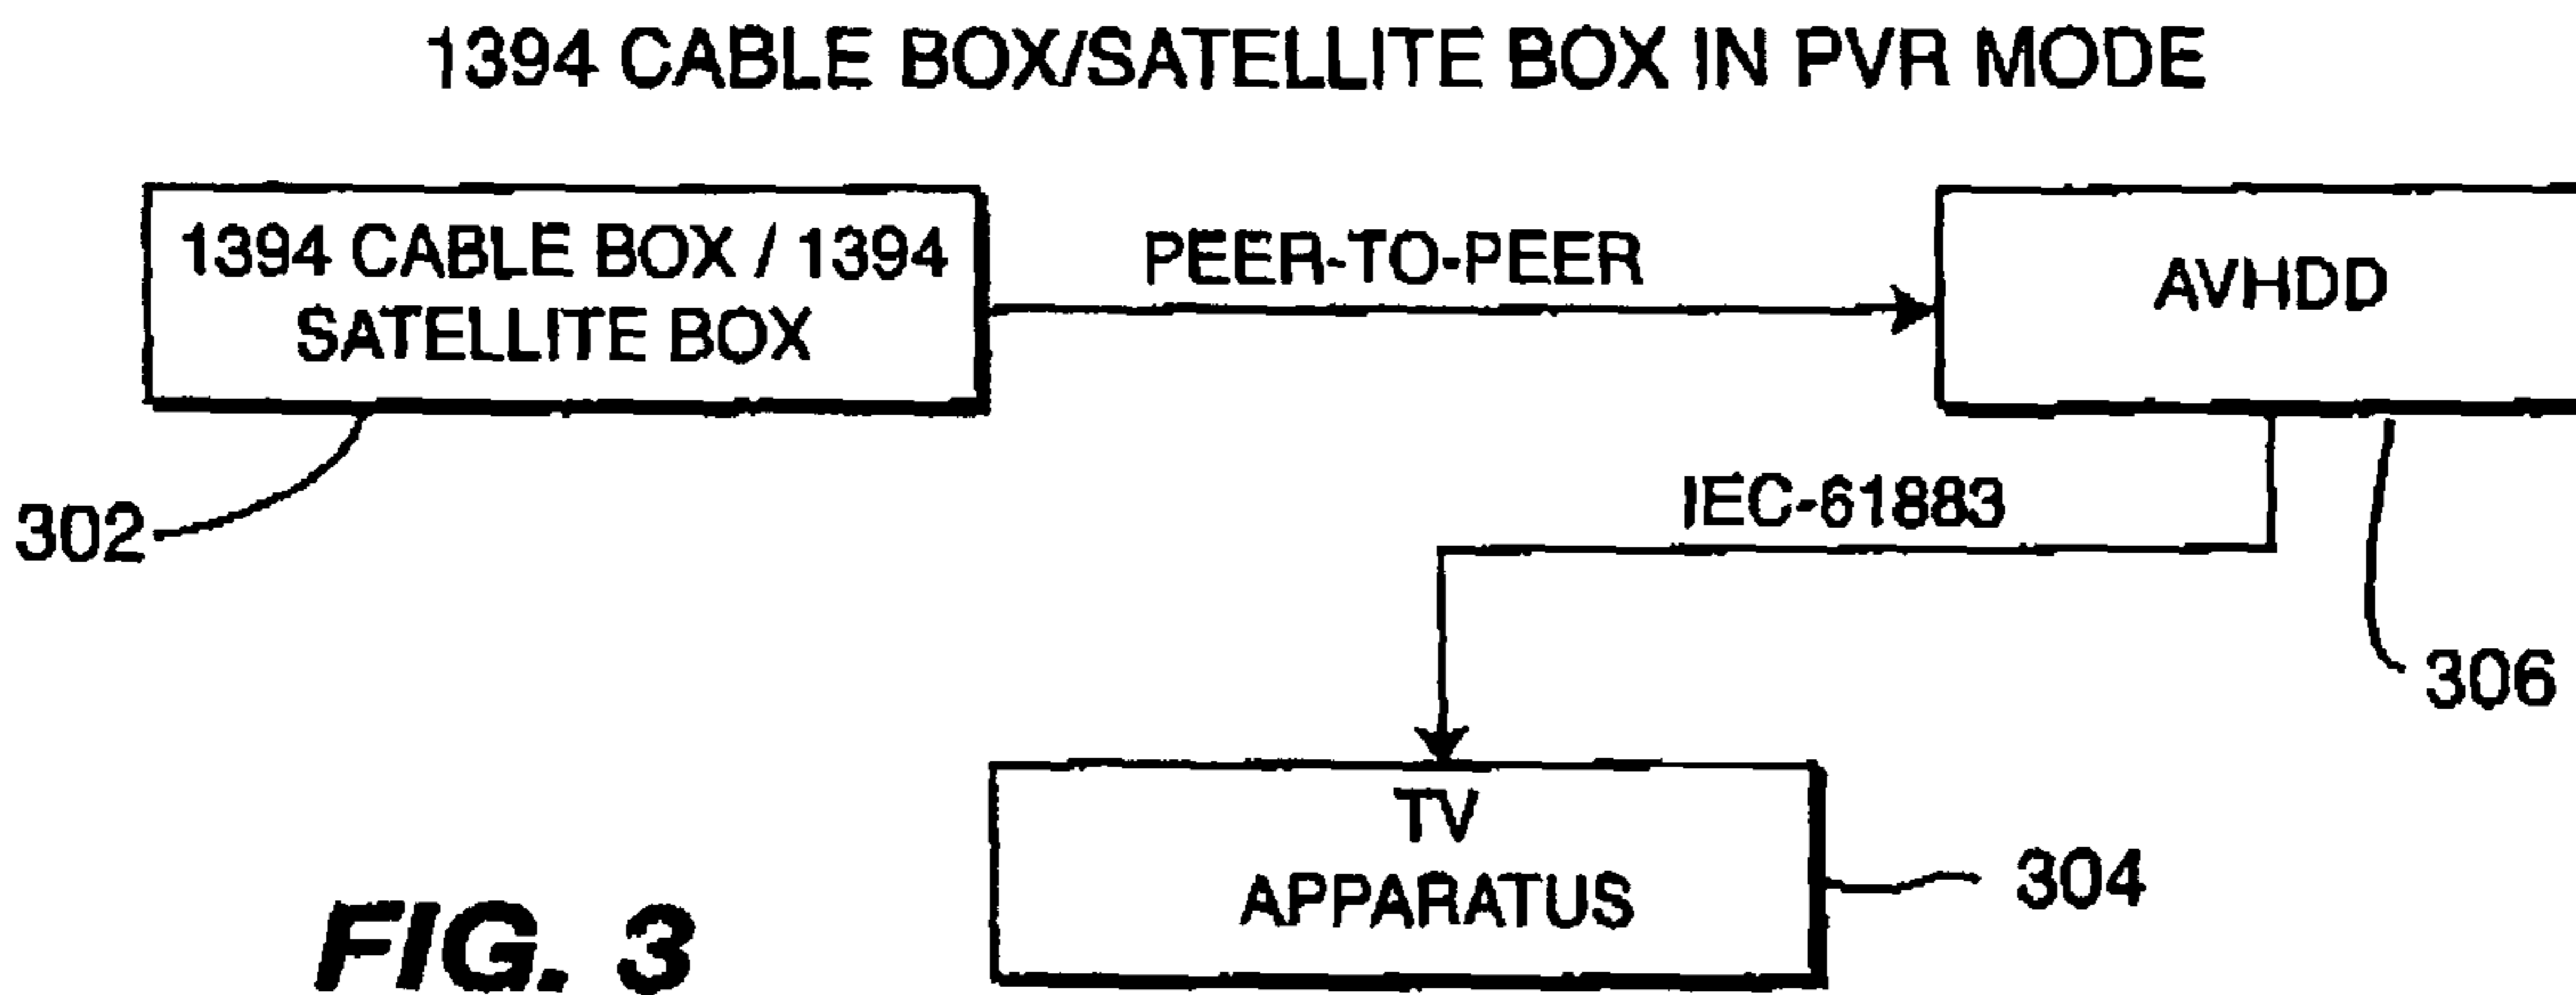 1394 CABLE BOX/SATELLITE BOX IN PVR MODE
1394 CABLE BOX / 1394
SATELLITE BOX
PEER-TO-PEER
AVHDD
302
IEC-61883
306
TV
APPARATUS
304
FIG. 3